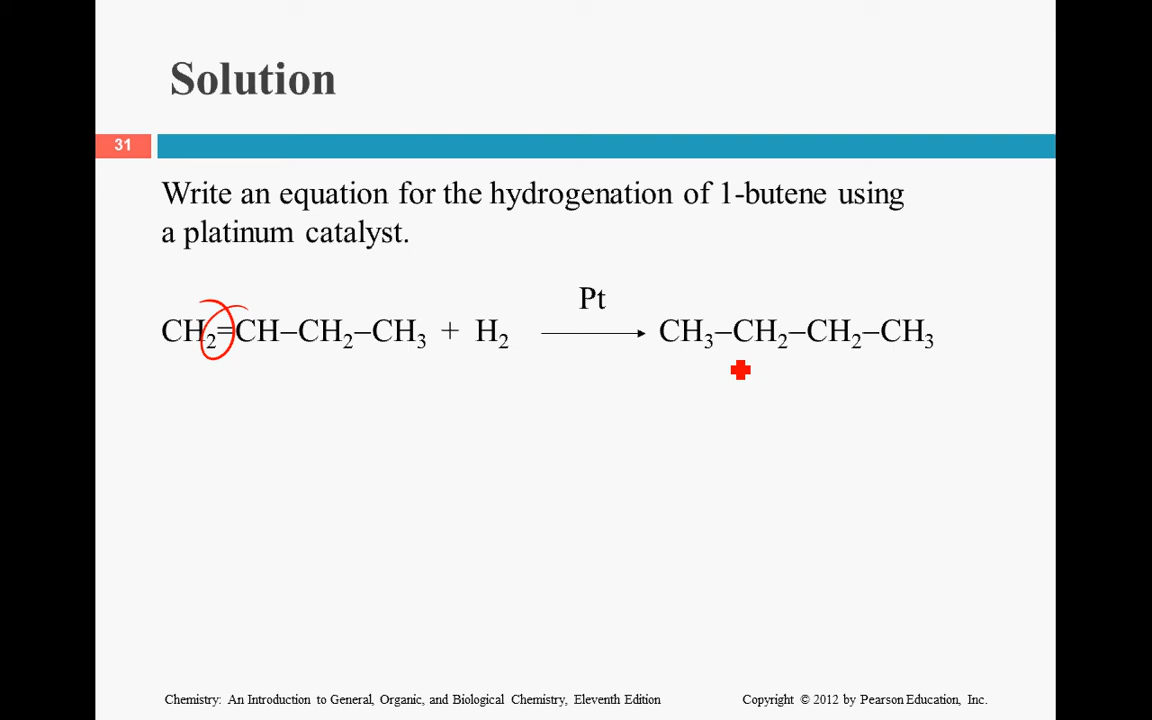 Solution
31
Write an equation for the hydrogenation of 1-butene using
a platinum catalyst.
Pt
CH₂=CH–CH₂–CH₃ + H₂ → CH₃–CH₂–CH₂–CH₃
Chemistry: An Introduction to General, Organic, and Biological Chemistry, Eleventh Edition
Copyright © 2012 by Pearson Education, Inc.